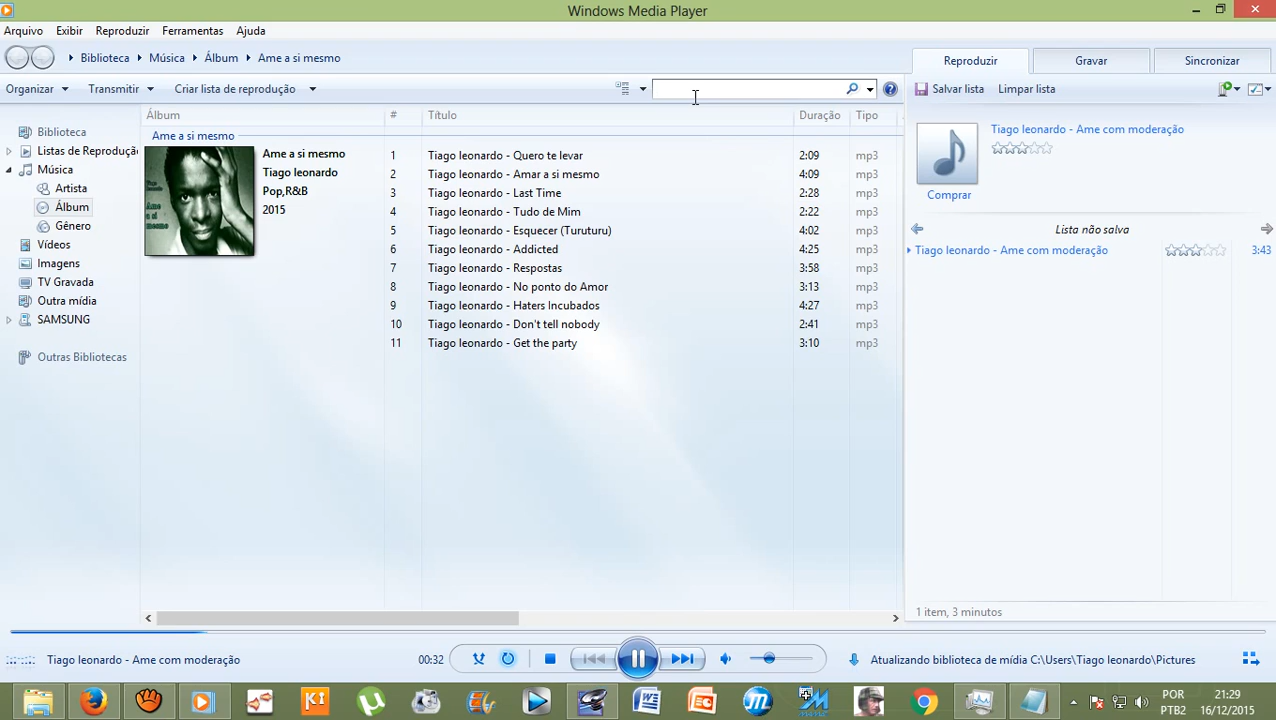 Windows Media Player
Arquivo Exibir Reproduzir Ferramentas Ajuda
Biblioteca Música Álbum Ame a si mesmo
Reproduzir Gravar Sincronizar
Organizar Transmitir Criar lista de reprodução
Salvar lista Limpar lista
Biblioteca
Listas de Reproduçã
Música
Artista
Álbum
Gênero
Vídeos
Imagens
TV Gravada
Outra mídia
SAMSUNG
Outras Bibliotecas
Álbum # Título Duração Tipo
Ame a si mesmo
Ame a si mesmo
Tiago leonardo
Pop,R&B
2015
Ame
a si
mesmo
1 Tiago leonardo - Quero te levar 2:09 mp3
2 Tiago leonardo - Amar a si mesmo 4:09 mp3
3 Tiago leonardo - Last Time 2:28 mp3
4 Tiago leonardo - Tudo de Mim 2:22 mp3
5 Tiago leonardo - Esquecer (Turuturu) 4:02 mp3
6 Tiago leonardo - Addicted 4:25 mp3
7 Tiago leonardo - Respostas 3:58 mp3
8 Tiago leonardo - No ponto do Amor 3:13 mp3
9 Tiago leonardo - Haters Incubados 4:27 mp3
10 Tiago leonardo - Don't tell nobody 2:41 mp3
11 Tiago leonardo - Get the party 3:10 mp3
Tiago leonardo - Ame com moderação
Comprar
Lista não salva
Tiago leonardo - Ame com moderação 3:43
1 item, 3 minutos
Tiago leonardo - Ame com moderação 00:32 Atualizando biblioteca de mídia C:\Users\Tiago leonardo\Pictures
K1
POR 21:29
PTB2 16/12/2015